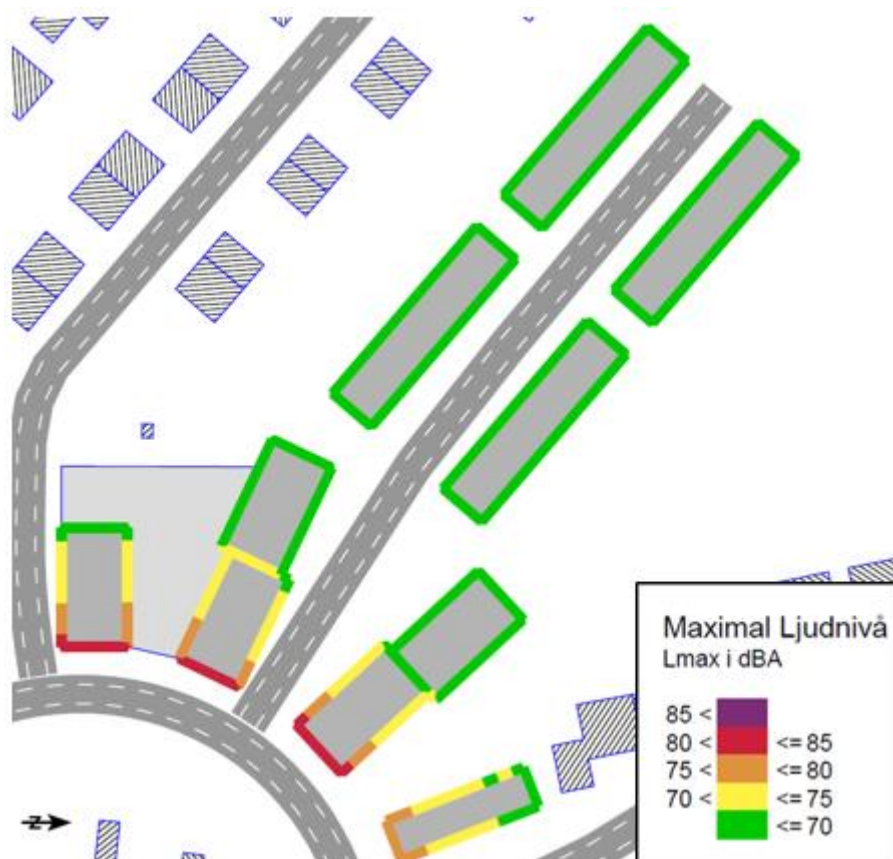 Maximal Ljudnivå
Lmax i dBA
85 <
80 < <= 85
75 < <= 80
70 < <= 75
<= 70
Z